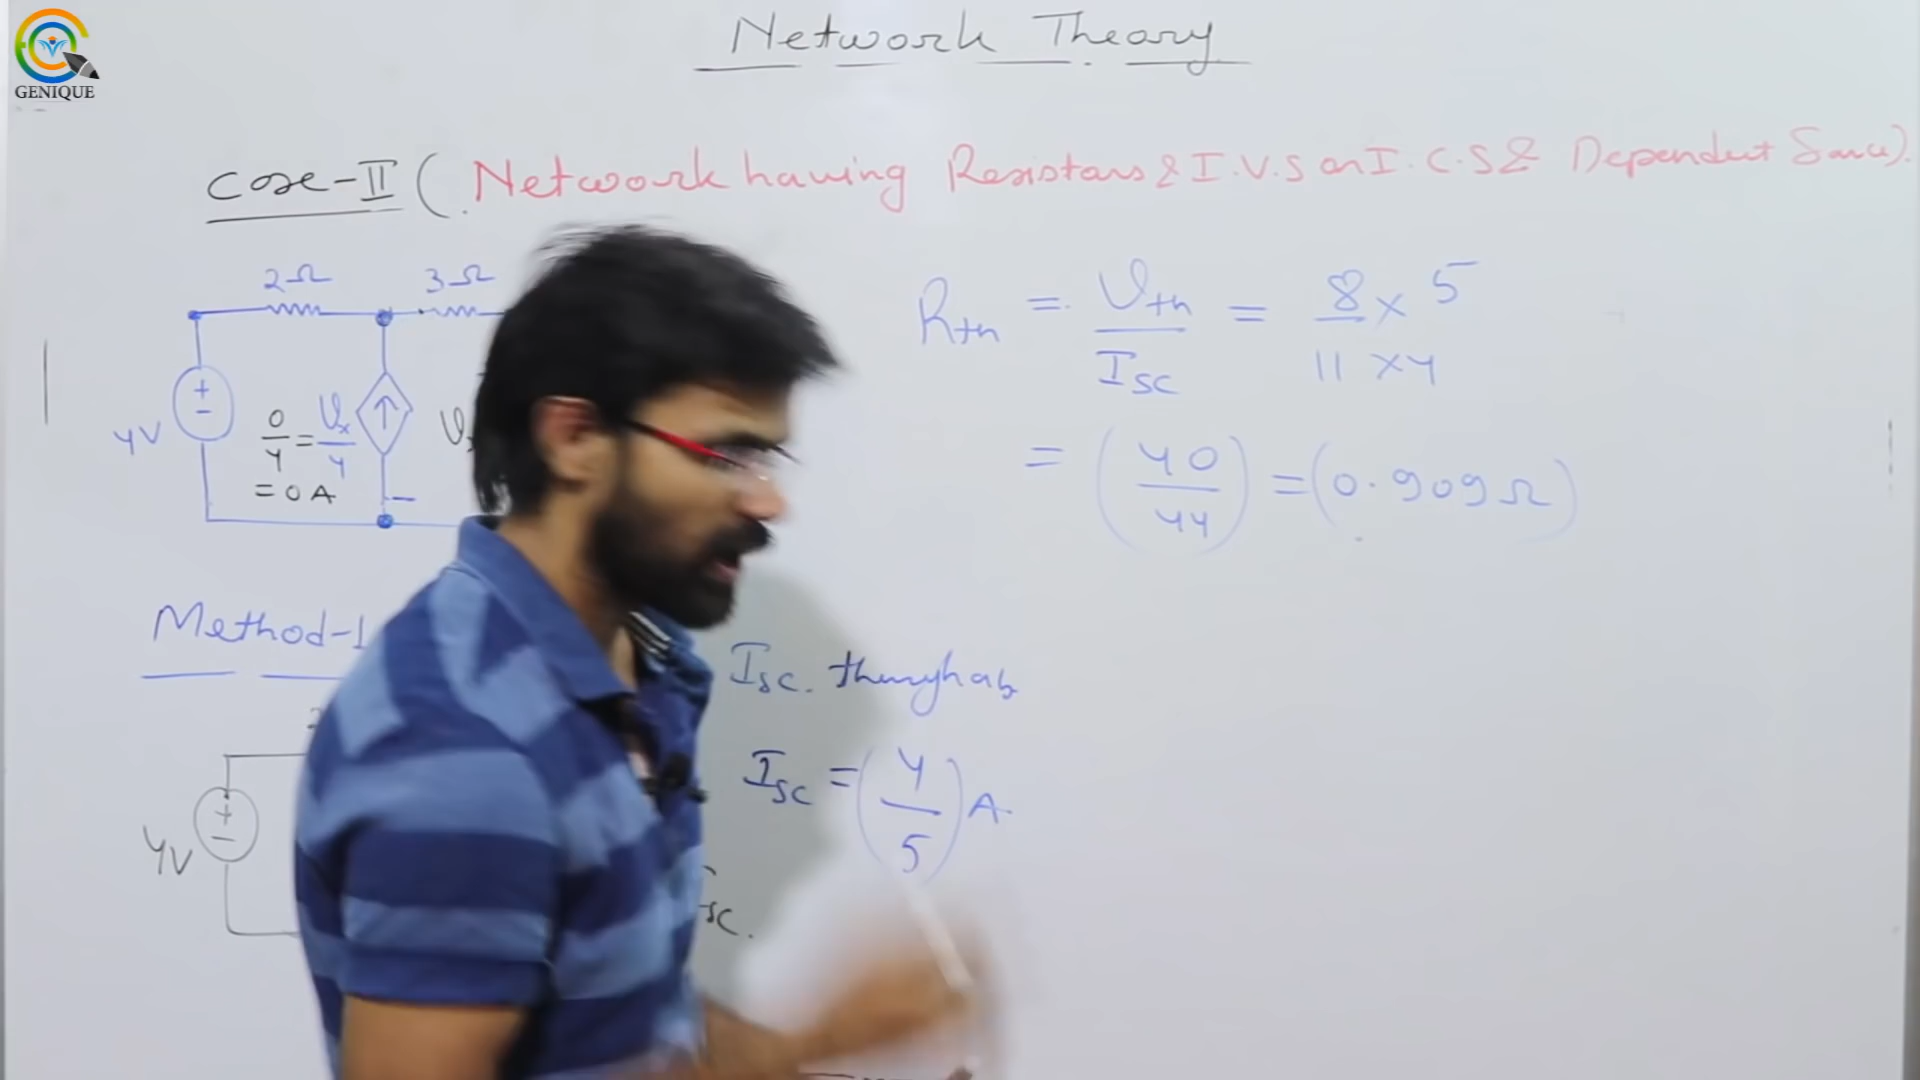 GENIQUE
Network Theory
Case-II (Network having Resistors & I.V.S or I.C.S & Dependent Source).
2Ω 3Ω
4V
+
-
0/4 = Vx/4
= 0 A
Rth = Vth/Isc = 8 x 5 / 11 x 4
= (40/44) = (0.909Ω)
Method-1
Isc. through ab
Isc = (4/5) A.
4V
+
-
sc.